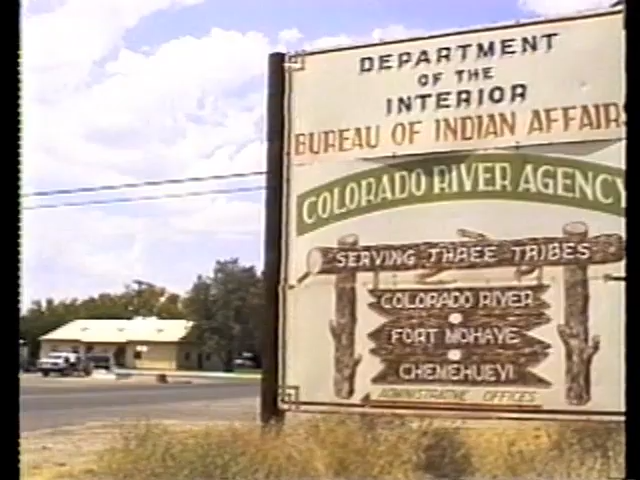 DEPARTMENT
OF THE
INTERIOR
BUREAU OF INDIAN AFFAIRS
COLORADO RIVER AGENCY
SERVING THREE TRIBES
COLORADO RIVER
FORT MOHAVE
CHEMEHUEVI
ADMINISTRATIVE OFFICES